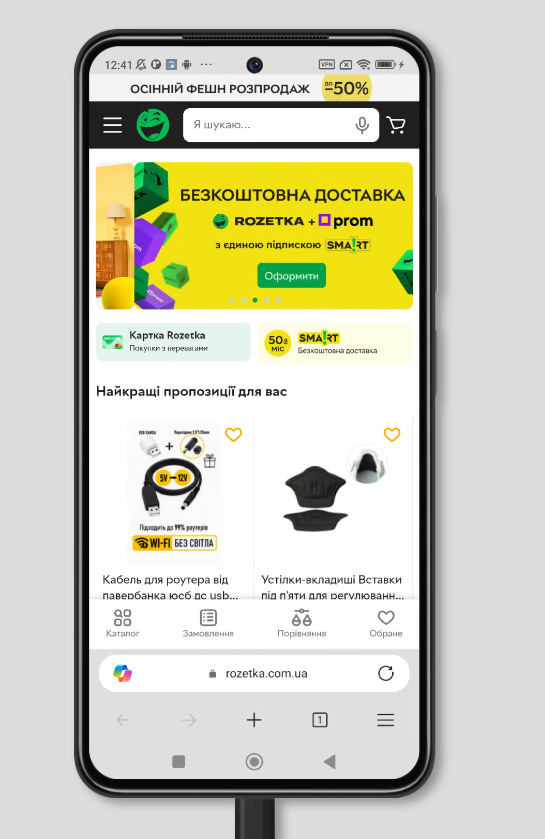 12:41
VPN
ОСІННІЙ ФЕШН РОЗПРОДАЖ до -50%
Я шукаю...
БЕЗКОШТОВНА ДОСТАВКА
ROZETKA + prom
з єдиною підпискою SMART
Оформити
Картка Rozetka
Покупки з перевагами
50₴ МІС
SMART
Безкоштовна доставка
Найкращі пропозиції для вас
5V 12V
Підходить до 99% роутерів
WI-FI БЕЗ СВІТЛА
Кабель для роутера від
павербанка юсб дс usb...
Устілки-вкладиші Вставки
під п'яти для регулюванн...
Каталог
Замовлення
Порівняння
Обране
rozetka.com.ua
1